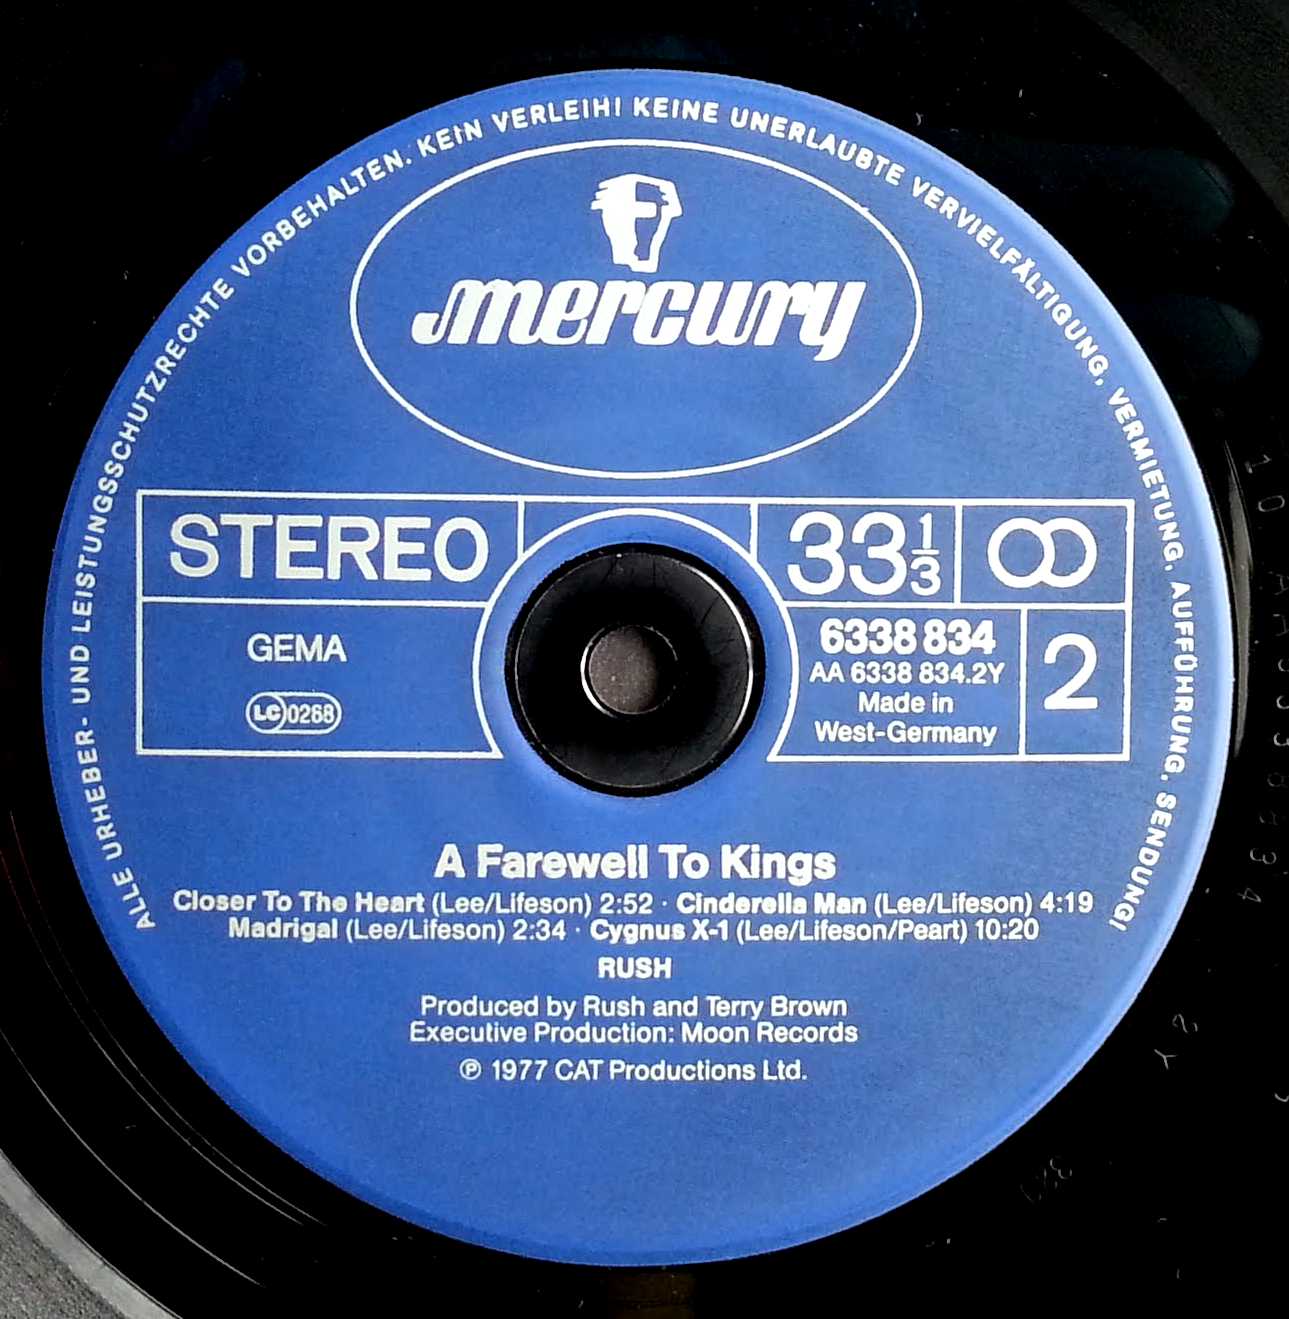 ALLE URHEBER- UND LEISTUNGSSCHUTZRECHTE VORBEHALTEN. KEIN VERLEIH! KEINE UNERLAUBTE VERVIELFÄLTIGUNG, VERMIETUNG, AUFFÜHRUNG, SENDUNG!
mercury
STEREO
33 1/3
GEMA
LC 0268
6338 834
AA 6338 834.2Y
Made in
West-Germany
2
A Farewell To Kings
Closer To The Heart (Lee/Lifeson) 2:52 · Cinderella Man (Lee/Lifeson) 4:19
Madrigal (Lee/Lifeson) 2:34 · Cygnus X-1 (Lee/Lifeson/Peart) 10:20
RUSH
Produced by Rush and Terry Brown
Executive Production: Moon Records
℗ 1977 CAT Productions Ltd.